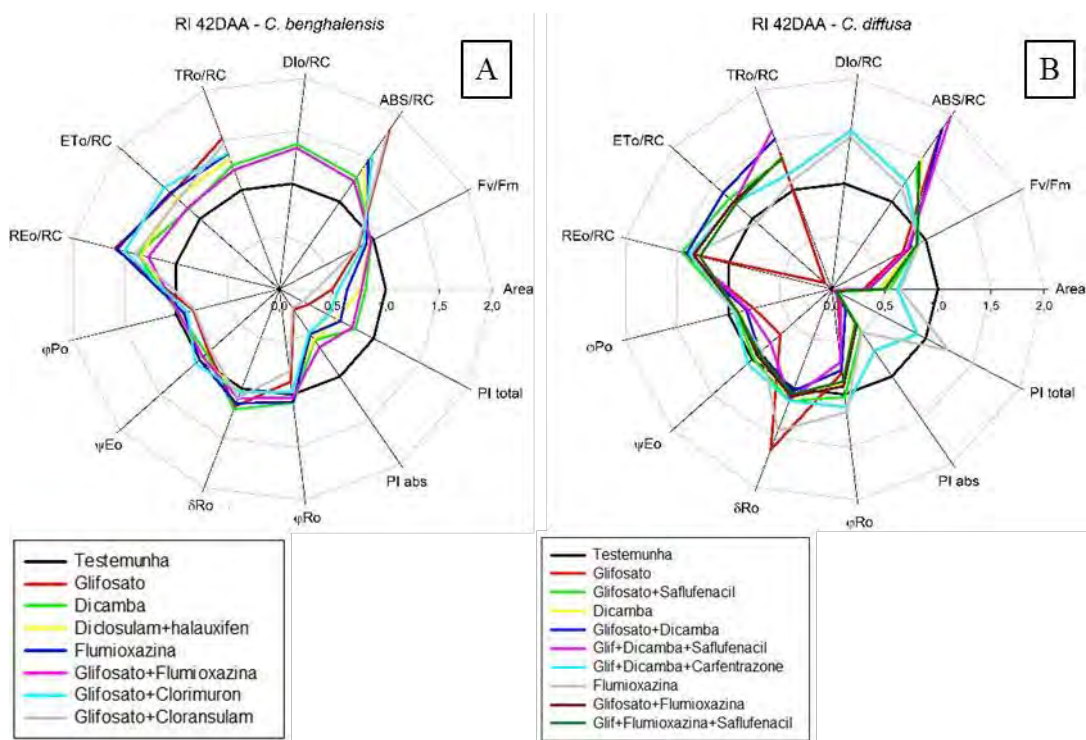 RI 42DAA - C. benghalensis
A
DIo/RC
TRo/RC
ABS/RC
ETo/RC
Fv/Fm
REo/RC
Area
0,0 0,5 1,0 1,5 2,0
φPo
PI total
ψEo
PI abs
δRo
φRo
Testemunha
Glifosato
Dicamba
Diclosulam+halauxifen
Flumioxazina
Glifosato+Flumioxazina
Glifosato+Clorimuron
Glifosato+Cloransulam
RI 42DAA - C. diffusa
B
DIo/RC
TRo/RC
ABS/RC
ETo/RC
Fv/Fm
REo/RC
Area
0,0 0,5 1,0 1,5 2,0
φPo
PI total
ψEo
PI abs
δRo
φRo
Testemunha
Glifosato
Glifosato+Saflufenacil
Dicamba
Glifosato+Dicamba
Glif+Dicamba+Saflufenacil
Glif+Dicamba+Carfentrazone
Flumioxazina
Glifosato+Flumioxazina
Glif+Flumioxazina+Saflufenacil